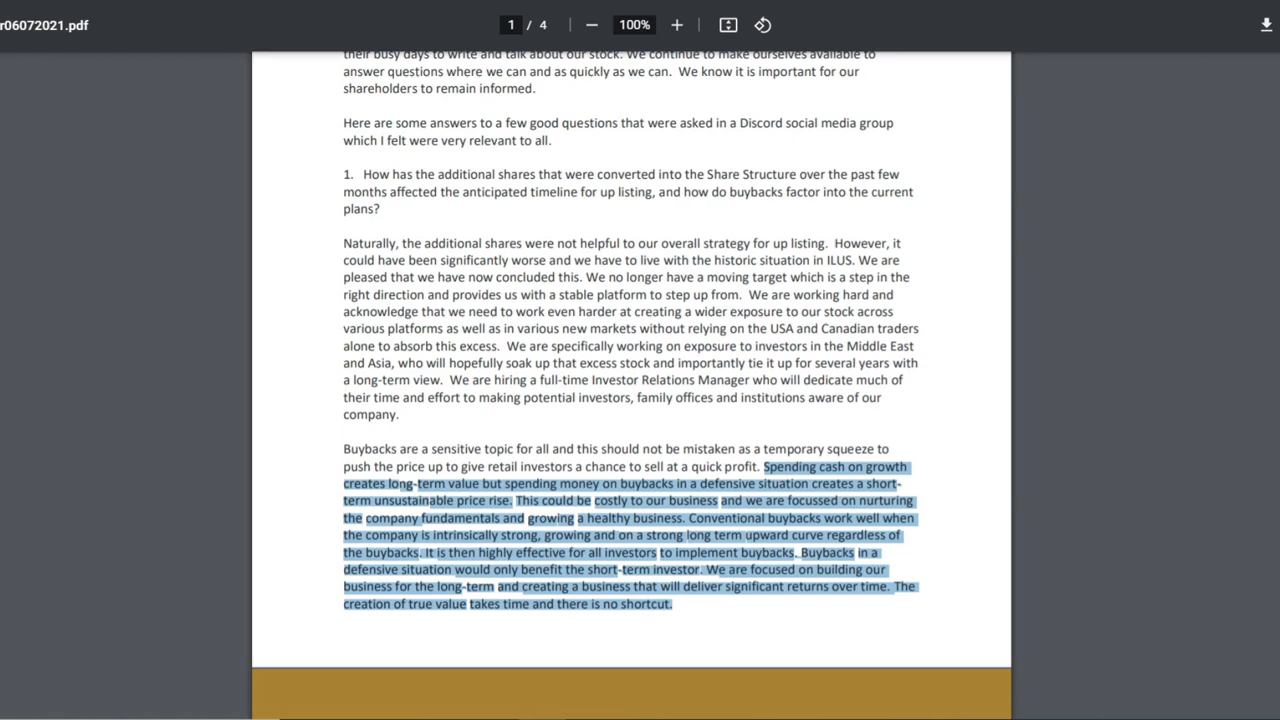 r06072021.pdf
1 / 4
100%
their busy days to write and talk about our stock. We continue to make ourselves available to
answer questions where we can and as quickly as we can.  We know it is important for our
shareholders to remain informed.
Here are some answers to a few good questions that were asked in a Discord social media group
which I felt were very relevant to all.
1.   How has the additional shares that were converted into the Share Structure over the past few
months affected the anticipated timeline for up listing, and how do buybacks factor into the current
plans?
Naturally, the additional shares were not helpful to our overall strategy for up listing.  However, it
could have been significantly worse and we have to live with the historic situation in ILUS. We are
pleased that we have now concluded this. We no longer have a moving target which is a step in the
right direction and provides us with a stable platform to step up from.  We are working hard and
acknowledge that we need to work even harder at creating a wider exposure to our stock across
various platforms as well as in various new markets without relying on the USA and Canadian traders
alone to absorb this excess.  We are specifically working on exposure to investors in the Middle East
and Asia, who will hopefully soak up that excess stock and importantly tie it up for several years with
a long-term view.  We are hiring a full-time Investor Relations Manager who will dedicate much of
their time and effort to making potential investors, family offices and institutions aware of our
company.
Buybacks are a sensitive topic for all and this should not be mistaken as a temporary squeeze to
push the price up to give retail investors a chance to sell at a quick profit. Spending cash on growth
creates long-term value but spending money on buybacks in a defensive situation creates a short-
term unsustainable price rise. This could be costly to our business and we are focussed on nurturing
the company fundamentals and growing a healthy business. Conventional buybacks work well when
the company is intrinsically strong, growing and on a strong long term upward curve regardless of
the buybacks. It is then highly effective for all investors to implement buybacks. Buybacks in a
defensive situation would only benefit the short-term investor. We are focused on building our
business for the long-term and creating a business that will deliver significant returns over time. The
creation of true value takes time and there is no shortcut.